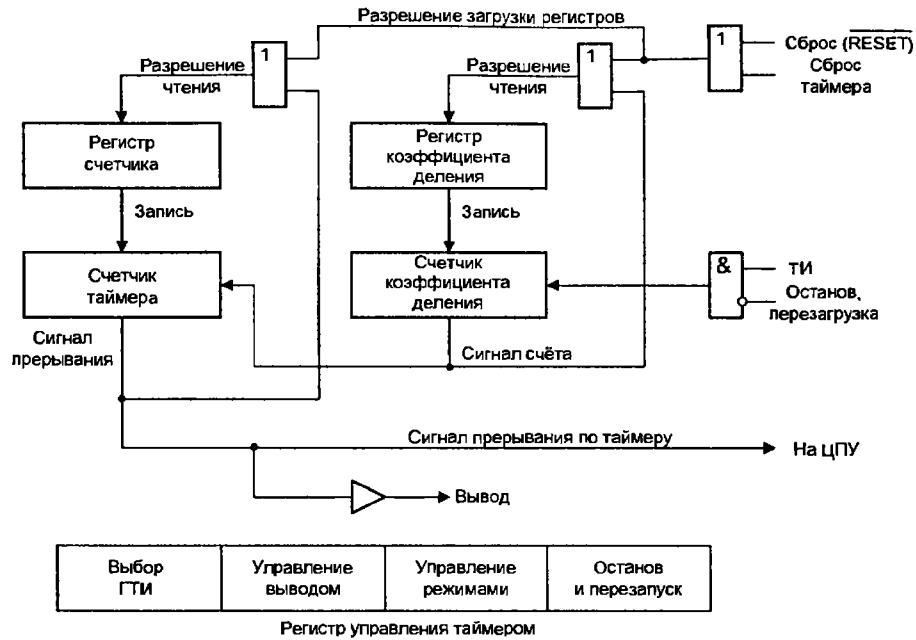 Разрешение загрузки регистров
1
1
1
Сброс (RESET)
Сброс
таймера
Разрешение
чтения
Разрешение
чтения
Регистр
счетчика
Регистр
коэффициента
деления
Запись
Запись
Счетчик
таймера
Счетчик
коэффициента
деления
&
ТИ
Останов,
перезагрузка
Сигнал
прерывания
Сигнал счёта
Сигнал прерывания по таймеру
На ЦПУ
Вывод
Выбор
ГТИ
Управление
выводом
Управление
режимами
Останов
и перезапуск
Регистр управления таймером